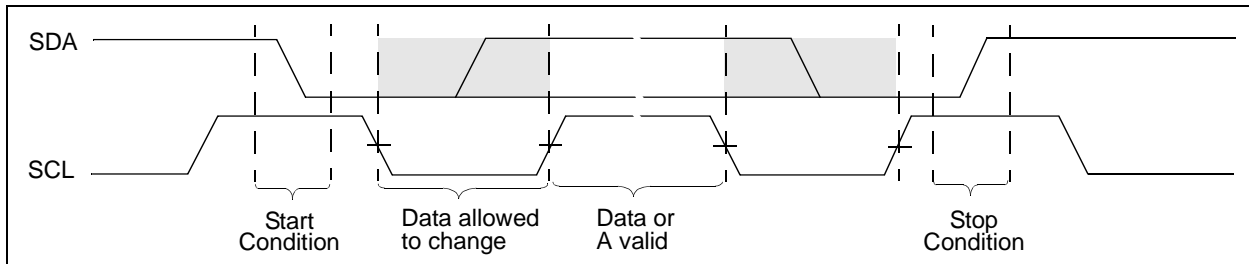 SDA
SCL
Start
Condition
Data allowed
to change
Data or
A valid
Stop
Condition